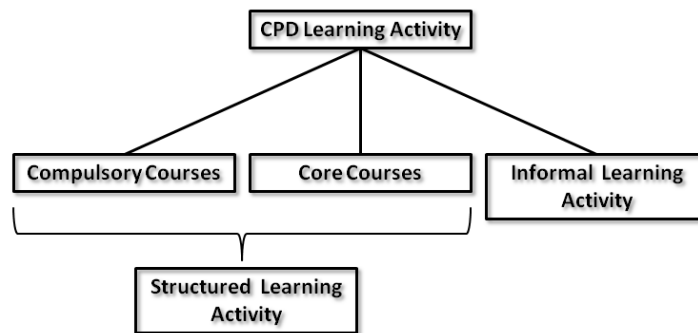 CPD Learning Activity
Compulsory Courses
Core Courses
Informal Learning
Activity
Structured Learning
Activity